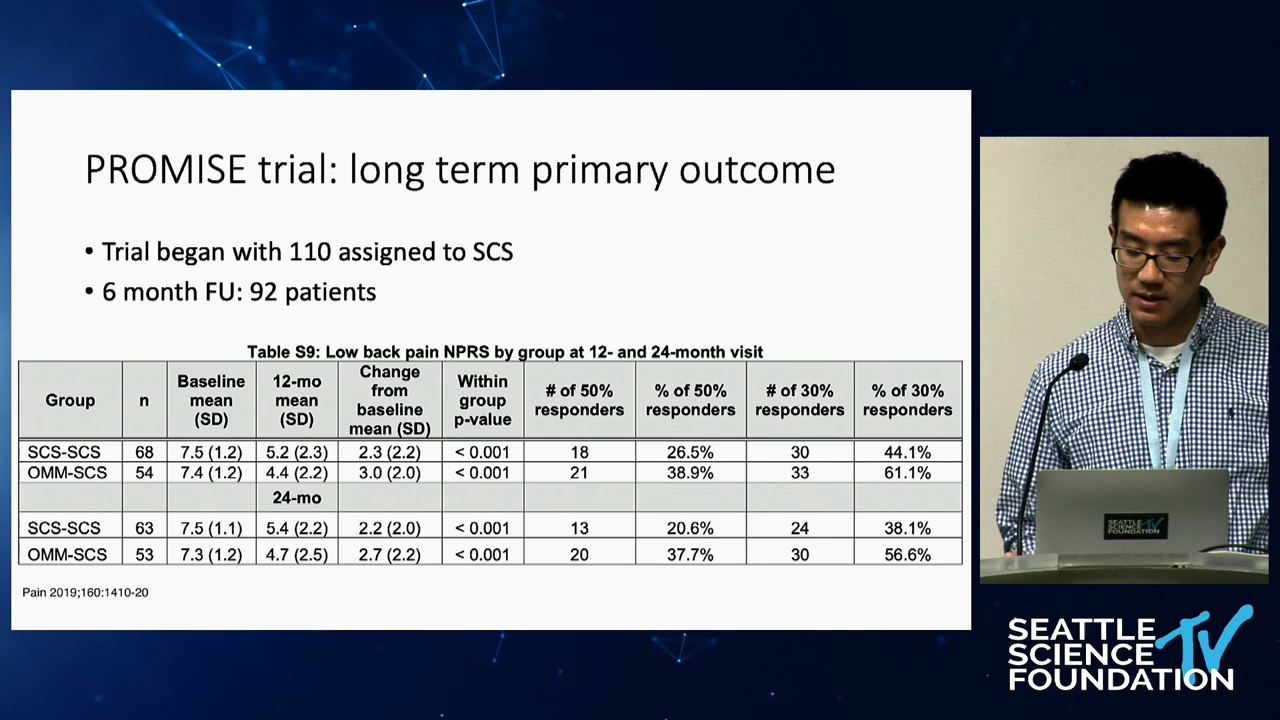 PROMISE trial: long term primary outcome
• Trial began with 110 assigned to SCS
• 6 month FU: 92 patients
Table S9: Low back pain NPRS by group at 12- and 24-month visit
Group n Baseline mean (SD) 12-mo mean (SD) Change from baseline mean (SD) Within group p-value # of 50% responders % of 50% responders # of 30% responders % of 30% responders
SCS-SCS 68 7.5 (1.2) 5.2 (2.3) 2.3 (2.2) < 0.001 18 26.5% 30 44.1%
OMM-SCS 54 7.4 (1.2) 4.4 (2.2) 3.0 (2.0) < 0.001 21 38.9% 33 61.1%
24-mo
SCS-SCS 63 7.5 (1.1) 5.4 (2.2) 2.2 (2.0) < 0.001 13 20.6% 24 38.1%
OMM-SCS 53 7.3 (1.2) 4.7 (2.5) 2.7 (2.2) < 0.001 20 37.7% 30 56.6%
Pain 2019;160:1410-20
SEATTLE
SCIENCE TV
FOUNDATION
SEATTLE
SCIENCE TV
FOUNDATION